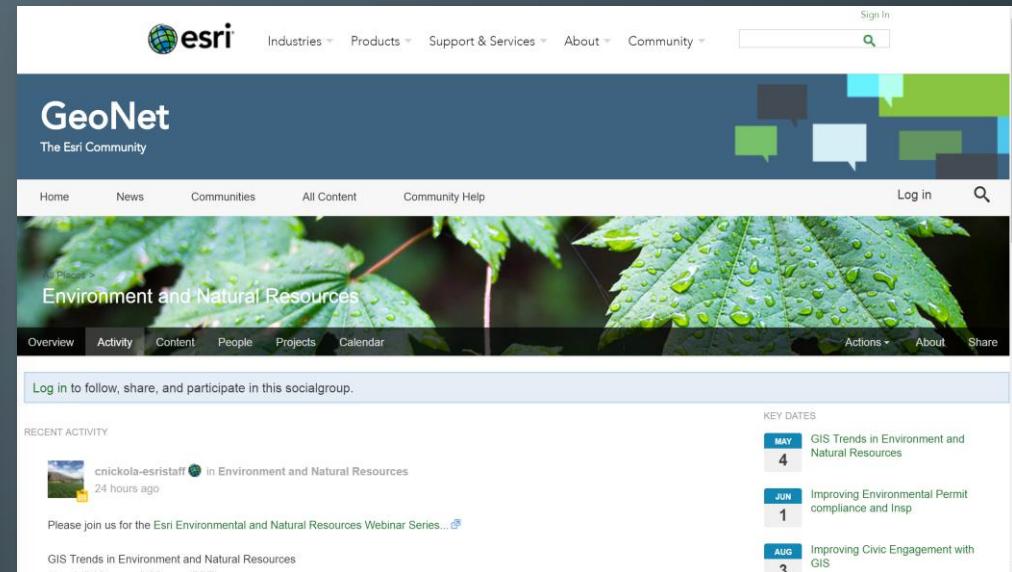 Sign In
esri
Industries Products Support & Services About Community
GeoNet
The Esri Community
Home News Communities All Content Community Help Log in
All Places >
Environment and Natural Resources
Overview Activity Content People Projects Calendar Actions About Share
Log in to follow, share, and participate in this socialgroup.
RECENT ACTIVITY
cnickola-esristaff in Environment and Natural Resources
24 hours ago
Please join us for the Esri Environmental and Natural Resources Webinar Series...
GIS Trends in Environment and Natural Resources
KEY DATES
MAY
4
GIS Trends in Environment and
Natural Resources
JUN
1
Improving Environmental Permit
compliance and Insp
AUG
3
Improving Civic Engagement with
GIS